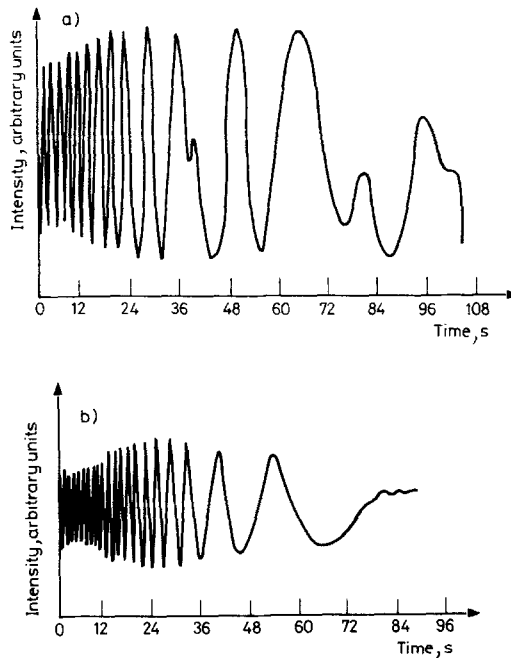 a)
Intensity, arbitrary units
0 12 24 36 48 60 72 84 96 108
Time, s
b)
Intensity, arbitrary units
0 12 24 36 48 60 72 84 96
Time, s